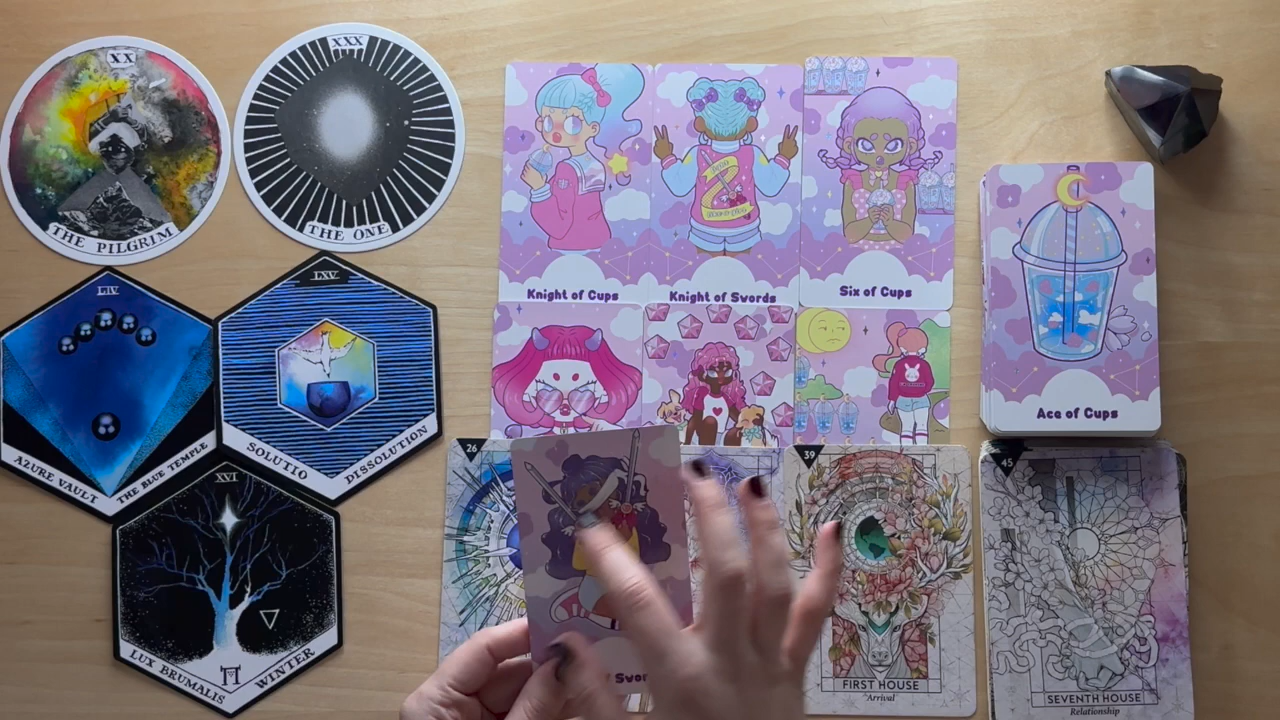 XX
THE PILGRIM
XXX
THE ONE
LIV
AZURE VAULT
THE BLUE TEMPLE
LXV
SOLUTIO
DISSOLUTION
XVI
LUX BRUMALIS
WINTER
Knight of Cups
Knight of Swords
Six of Cups
Ace of Cups
26
39
FIRST HOUSE
"Arrival"
45
SEVENTH HOUSE
Relationship